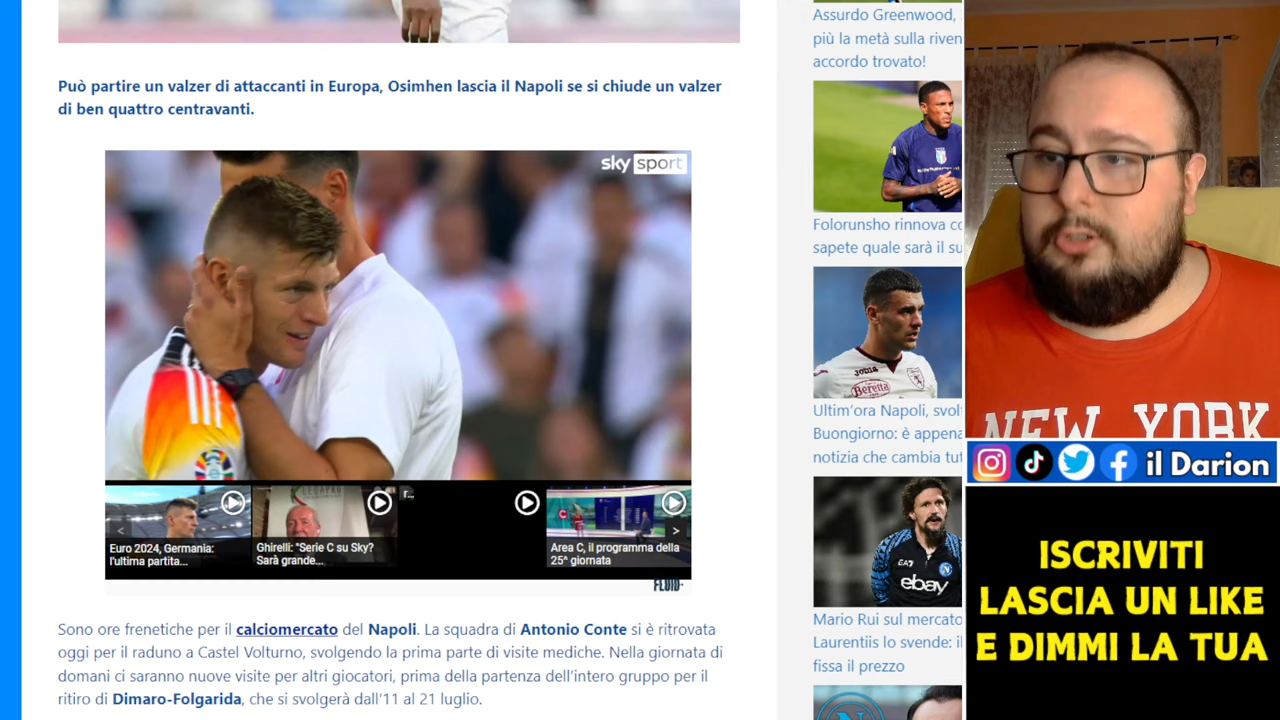 Può partire un valzer di attaccanti in Europa, Osimhen lascia il Napoli se si chiude un valzer
di ben quattro centravanti.
sky sport
Euro 2024, Germania:
l'ultima partita...
Ghirelli: "Serie C su Sky?
Sarà grande...
r...
Area C, il programma della
25ª giornata
FLUID
Sono ore frenetiche per il calciomercato del Napoli. La squadra di Antonio Conte si è ritrovata
oggi per il raduno a Castel Volturno, svolgendo la prima parte di visite mediche. Nella giornata di
domani ci saranno nuove visite per altri giocatori, prima della partenza dell'intero gruppo per il
ritiro di Dimaro-Folgarida, che si svolgerà dall'11 al 21 luglio.
Assurdo Greenwood,
più la metà sulla riven
accordo trovato!
Folorunsho rinnova co
sapete quale sarà il su
Joma
Beretta
Ultim'ora Napoli, svol
Buongiorno: è appena
notizia che cambia tut
EA7
ebay
Mario Rui sul mercato
Laurentiis lo svende: il
fissa il prezzo
NEW YORK
il Darion
ISCRIVITI
LASCIA UN LIKE
E DIMMI LA TUA